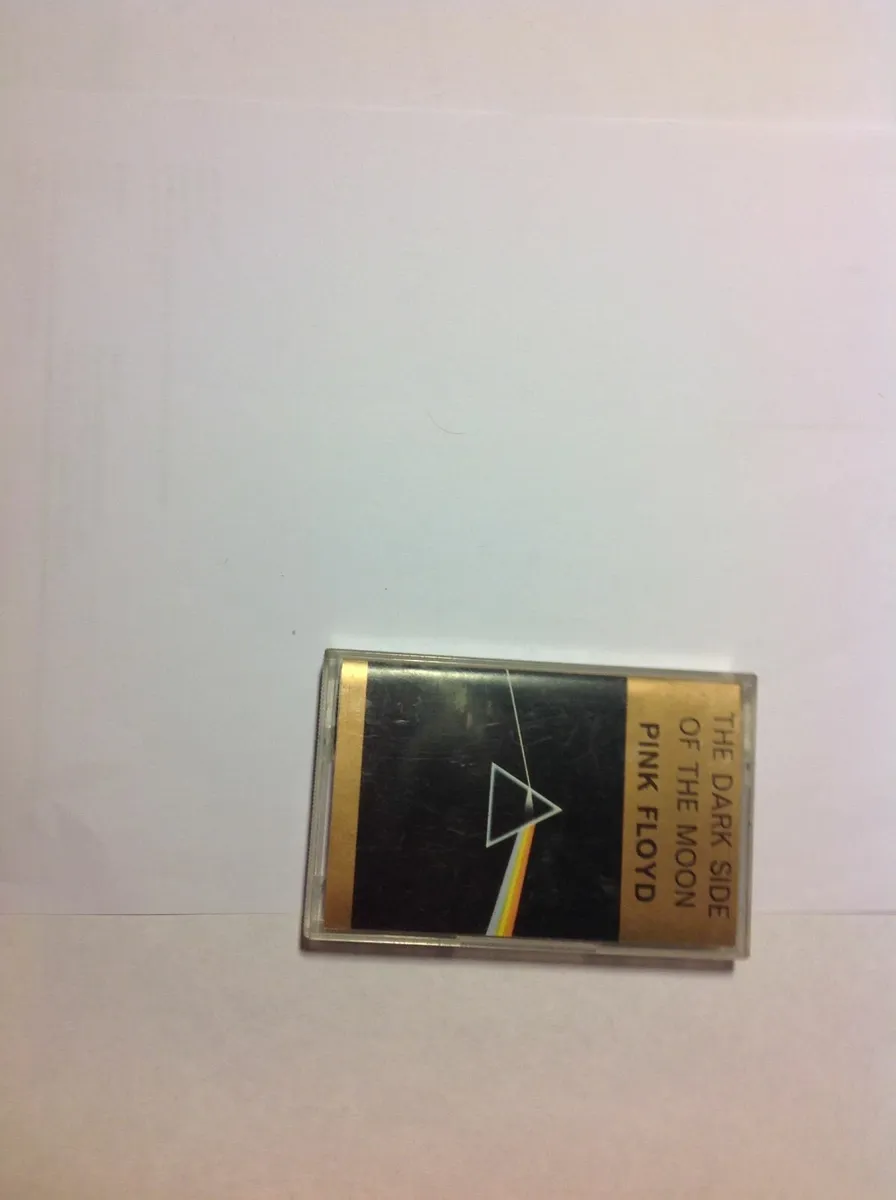 THE DARK SIDE
OF THE MOON
PINK FLOYD